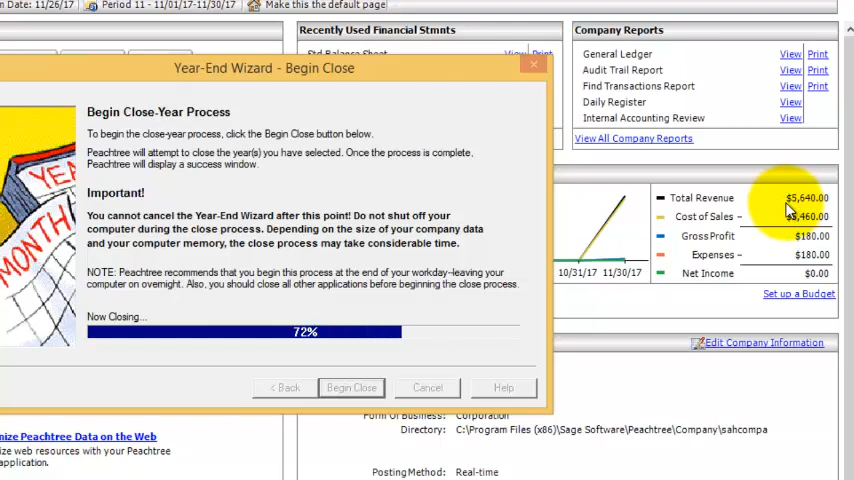 n Date: 11/26/17
Period 11 - 11/01/17-11/30/17
Make this the default page
Recently Used Financial Stmnts
Std Balance Sheet
View
Print
Company Reports
General Ledger
View
Print
Audit Trail Report
View
Print
Find Transactions Report
View
Print
Daily Register
View
Internal Accounting Review
View
View All Company Reports
Year-End Wizard - Begin Close
YEA
MONTH
Begin Close-Year Process
To begin the close-year process, click the Begin Close button below.
Peachtree will attempt to close the year(s) you have selected. Once the process is complete,
Peachtree will display a success window.
Important!
You cannot cancel the Year-End Wizard after this point! Do not shut off your
computer during the close process. Depending on the size of your company data
and your computer memory, the close process may take considerable time.
NOTE: Peachtree recommends that you begin this process at the end of your workday--leaving your
computer on overnight. Also, you should close all other applications before beginning the close process.
Now Closing...
72%
< Back
Begin Close
Cancel
Help
10/31/17
11/30/17
Total Revenue
$5,640.00
Cost of Sales -
$5,460.00
Gross Profit
$180.00
Expenses -
$180.00
Net Income
$0.00
Set up a Budget
Edit Company Information
Form Of Business:
Corporation
Directory:
C:\Program Files (x86)\Sage Software\Peachtree\Company\sahcompa
Posting Method:
Real-time
nize Peachtree Data on the Web
ize web resources with your Peachtree
application.